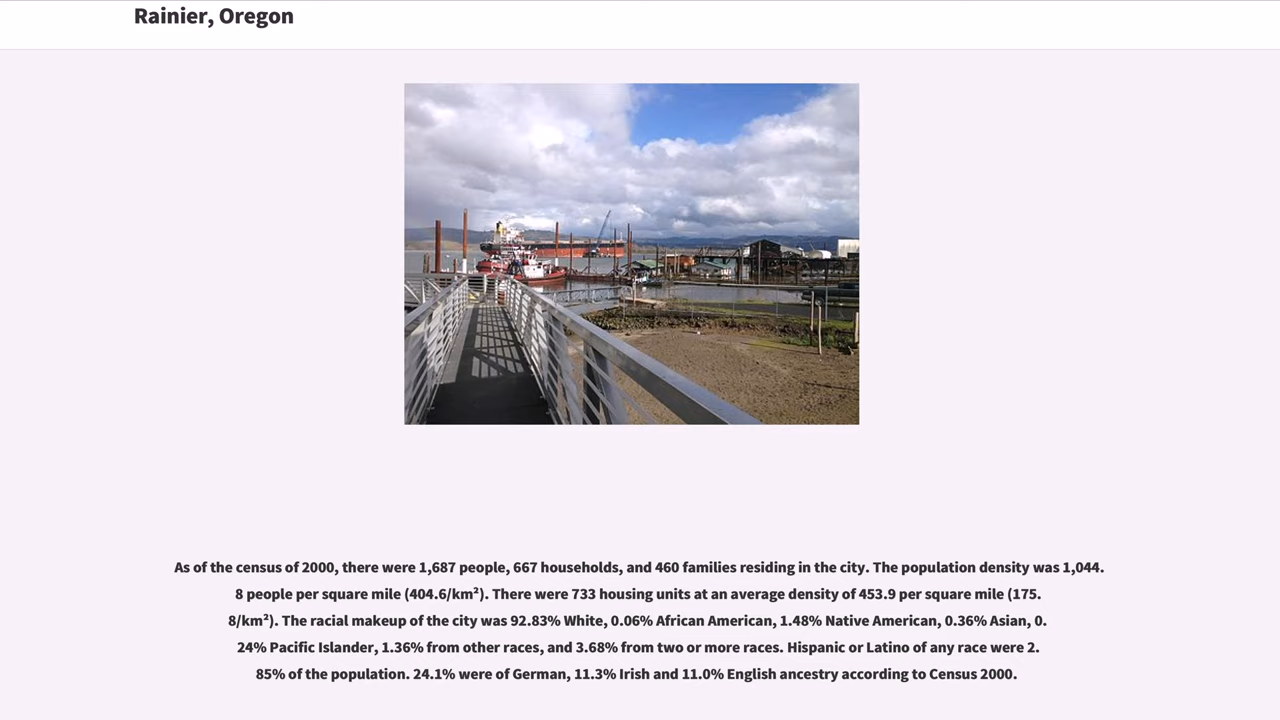 Rainier, Oregon
As of the census of 2000, there were 1,687 people, 667 households, and 460 families residing in the city. The population density was 1,044.
8 people per square mile (404.6/km²). There were 733 housing units at an average density of 453.9 per square mile (175.
8/km²). The racial makeup of the city was 92.83% White, 0.06% African American, 1.48% Native American, 0.36% Asian, 0.
24% Pacific Islander, 1.36% from other races, and 3.68% from two or more races. Hispanic or Latino of any race were 2.
85% of the population. 24.1% were of German, 11.3% Irish and 11.0% English ancestry according to Census 2000.